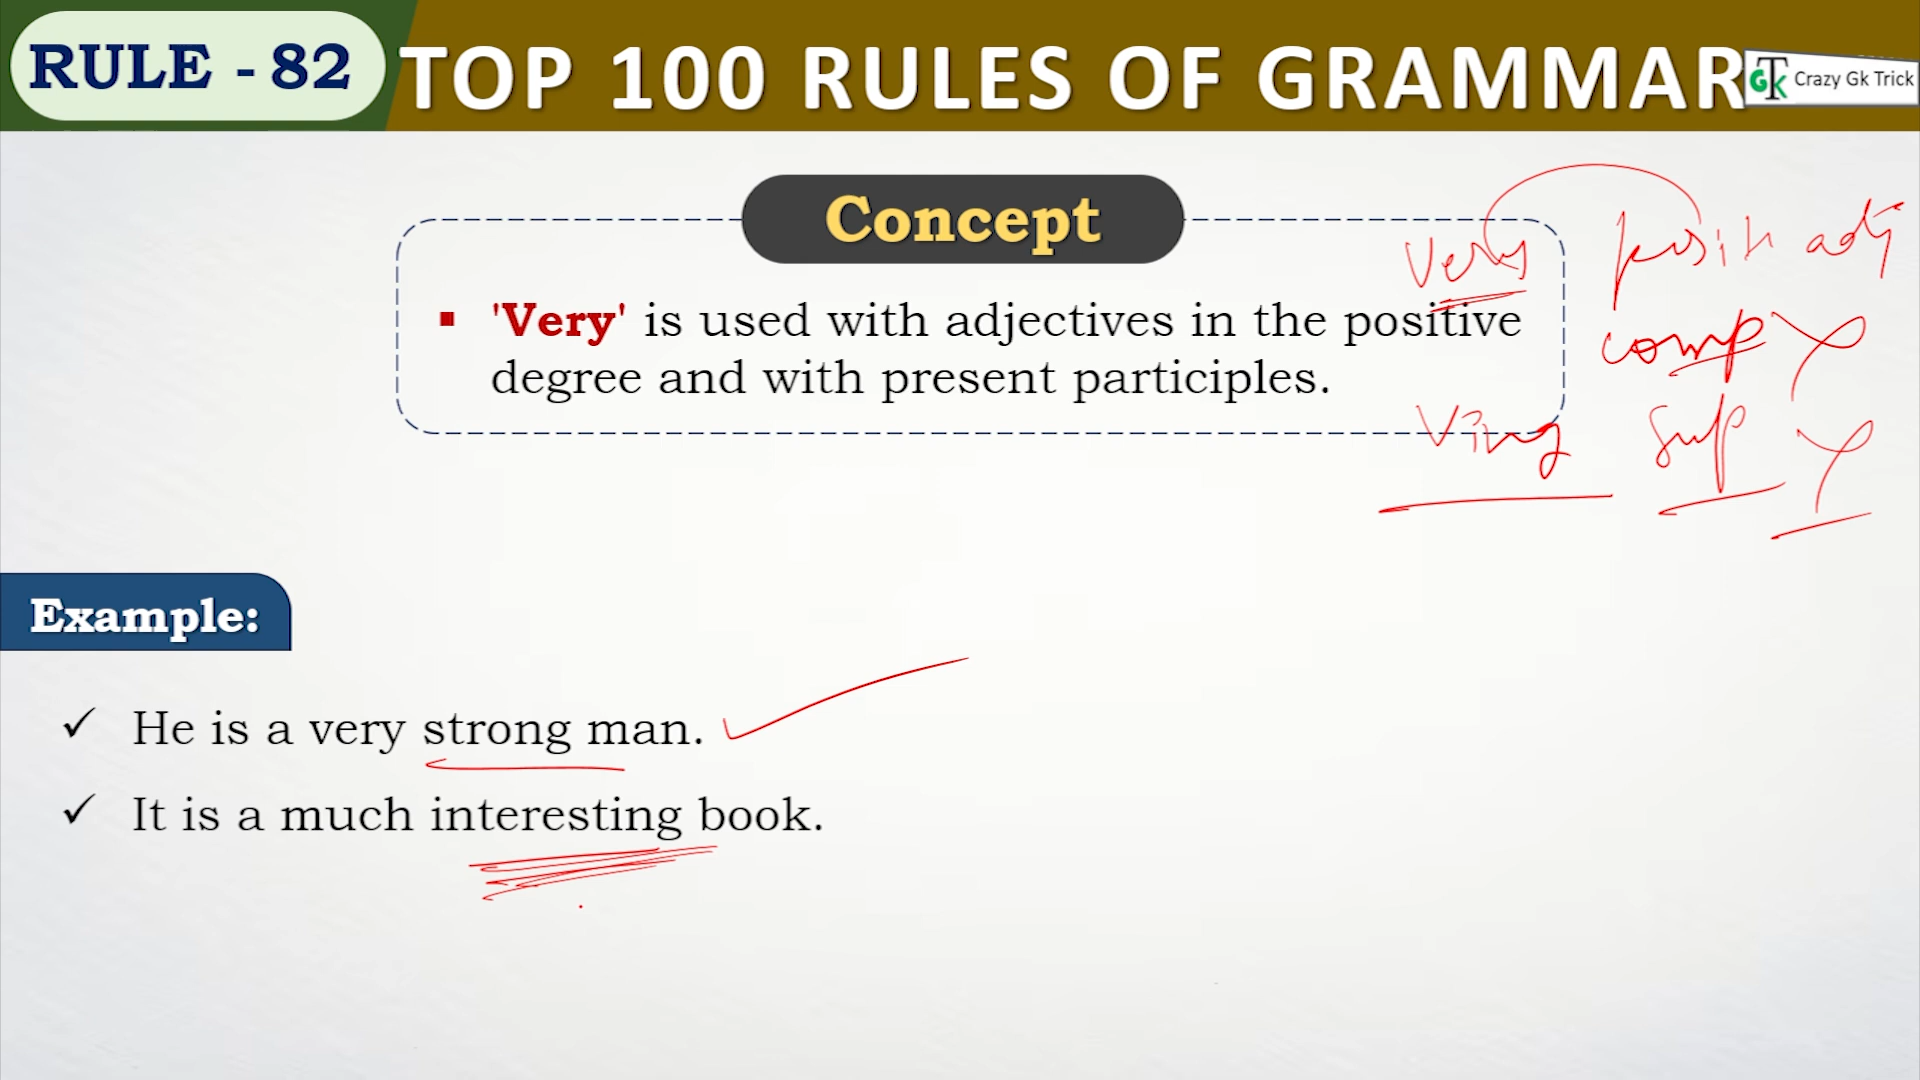 RULE - 82
TOP 100 RULES OF GRAMMAR
GTK Crazy Gk Trick
Concept
▪ 'Very' is used with adjectives in the positive
degree and with present participles.
Very
adj
comp
Ving
Sup
Example:
✓ He is a very strong man.
✓ It is a much interesting book.